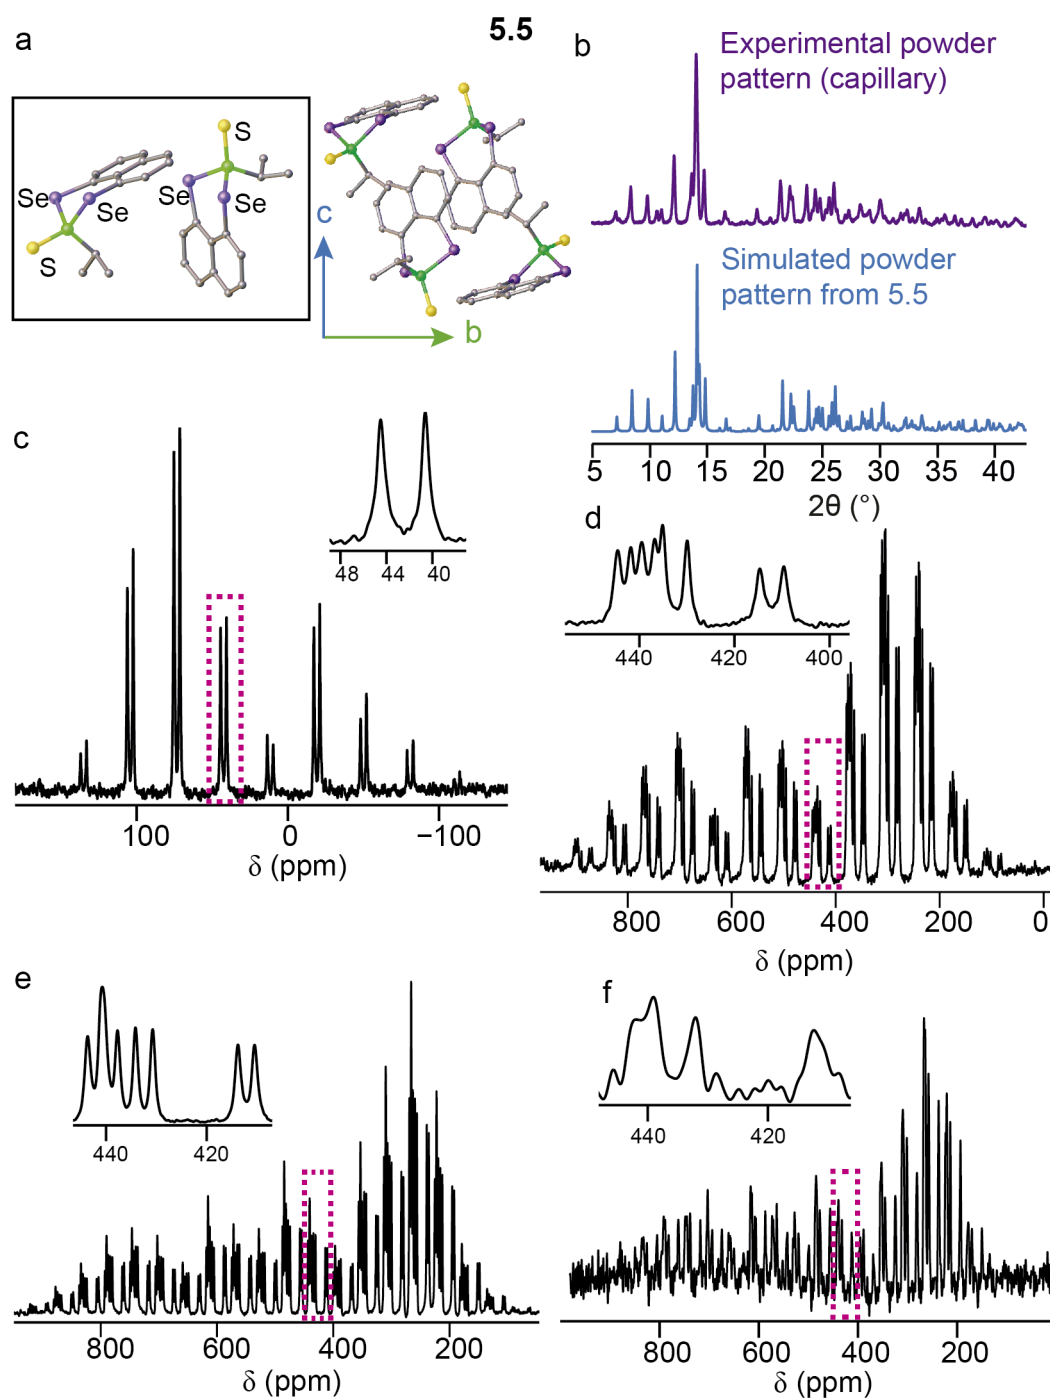 5.5
a
S
Se
Se
S
Se
Se
c
b
b
Experimental powder
pattern (capillary)
Simulated powder
pattern from 5.5
5 10 15 20 25 30 35 40
2θ (°)
c
48 44 40
100 0 −100
δ (ppm)
d
440 420 400
800 600 400 200 0
δ (ppm)
e
440 420
800 600 400 200
δ (ppm)
f
440 420
800 600 400 200
δ (ppm)